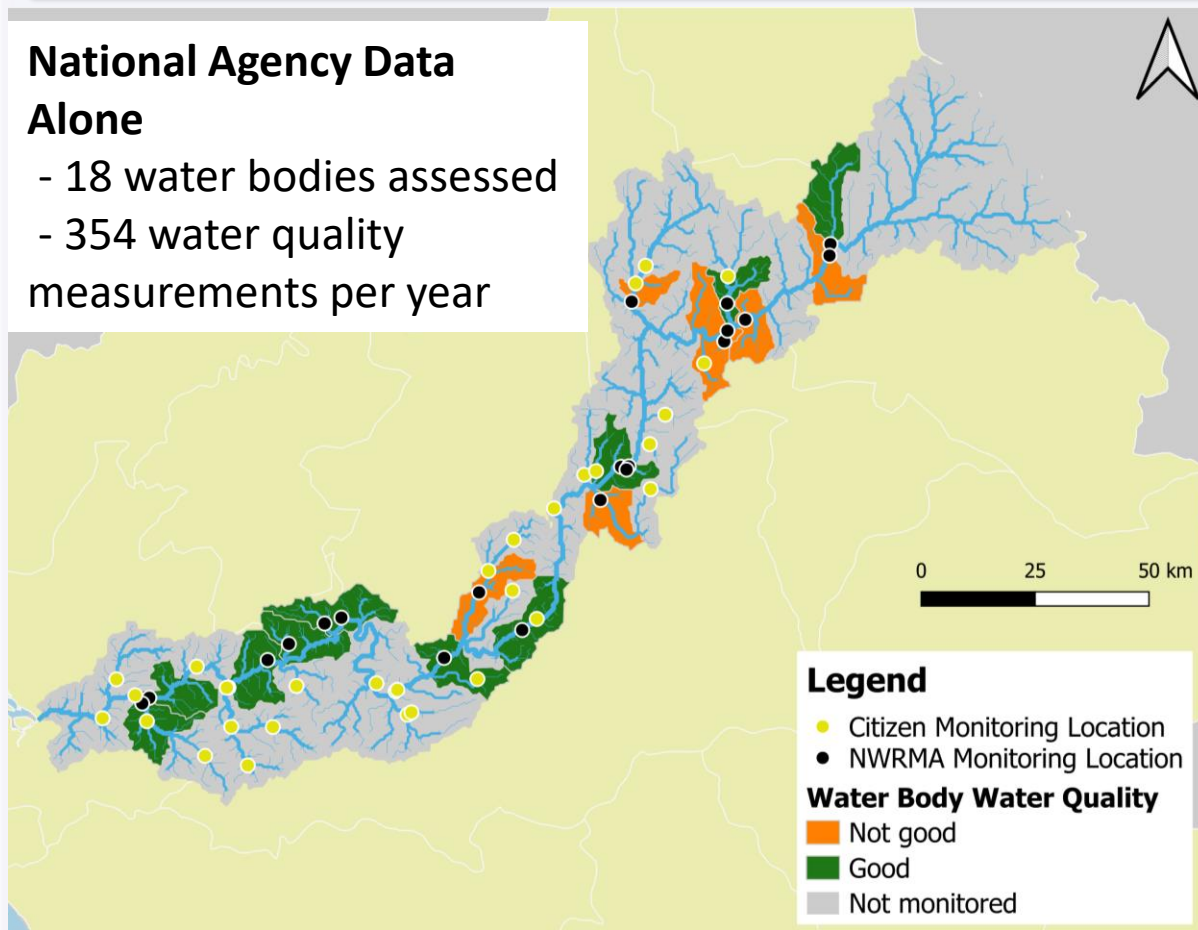 National Agency Data
Alone
- 18 water bodies assessed
- 354 water quality
measurements per year
0 25 50 km
Legend
Citizen Monitoring Location
NWRMA Monitoring Location
Water Body Water Quality
Not good
Good
Not monitored